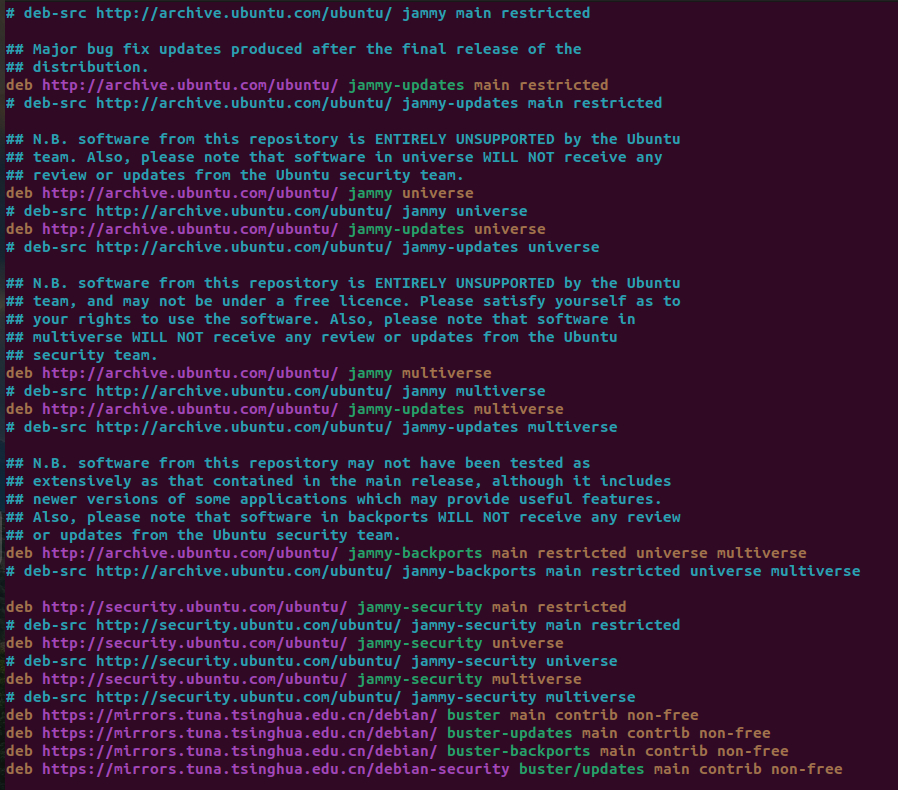 # deb-src http://archive.ubuntu.com/ubuntu/ jammy main restricted
## Major bug fix updates produced after the final release of the
## distribution.
deb http://archive.ubuntu.com/ubuntu/ jammy-updates main restricted
# deb-src http://archive.ubuntu.com/ubuntu/ jammy-updates main restricted
## N.B. software from this repository is ENTIRELY UNSUPPORTED by the Ubuntu
## team. Also, please note that software in universe WILL NOT receive any
## review or updates from the Ubuntu security team.
deb http://archive.ubuntu.com/ubuntu/ jammy universe
# deb-src http://archive.ubuntu.com/ubuntu/ jammy universe
deb http://archive.ubuntu.com/ubuntu/ jammy-updates universe
# deb-src http://archive.ubuntu.com/ubuntu/ jammy-updates universe
## N.B. software from this repository is ENTIRELY UNSUPPORTED by the Ubuntu
## team, and may not be under a free licence. Please satisfy yourself as to
## your rights to use the software. Also, please note that software in
## multiverse WILL NOT receive any review or updates from the Ubuntu
## security team.
deb http://archive.ubuntu.com/ubuntu/ jammy multiverse
# deb-src http://archive.ubuntu.com/ubuntu/ jammy multiverse
deb http://archive.ubuntu.com/ubuntu/ jammy-updates multiverse
# deb-src http://archive.ubuntu.com/ubuntu/ jammy-updates multiverse
## N.B. software from this repository may not have been tested as
## extensively as that contained in the main release, although it includes
## newer versions of some applications which may provide useful features.
## Also, please note that software in backports WILL NOT receive any review
## or updates from the Ubuntu security team.
deb http://archive.ubuntu.com/ubuntu/ jammy-backports main restricted universe multiverse
# deb-src http://archive.ubuntu.com/ubuntu/ jammy-backports main restricted universe multiverse
deb http://security.ubuntu.com/ubuntu/ jammy-security main restricted
# deb-src http://security.ubuntu.com/ubuntu/ jammy-security main restricted
deb http://security.ubuntu.com/ubuntu/ jammy-security universe
# deb-src http://security.ubuntu.com/ubuntu/ jammy-security universe
deb http://security.ubuntu.com/ubuntu/ jammy-security multiverse
# deb-src http://security.ubuntu.com/ubuntu/ jammy-security multiverse
deb https://mirrors.tuna.tsinghua.edu.cn/debian/ buster main contrib non-free
deb https://mirrors.tuna.tsinghua.edu.cn/debian/ buster-updates main contrib non-free
deb https://mirrors.tuna.tsinghua.edu.cn/debian/ buster-backports main contrib non-free
deb https://mirrors.tuna.tsinghua.edu.cn/debian-security buster/updates main contrib non-free